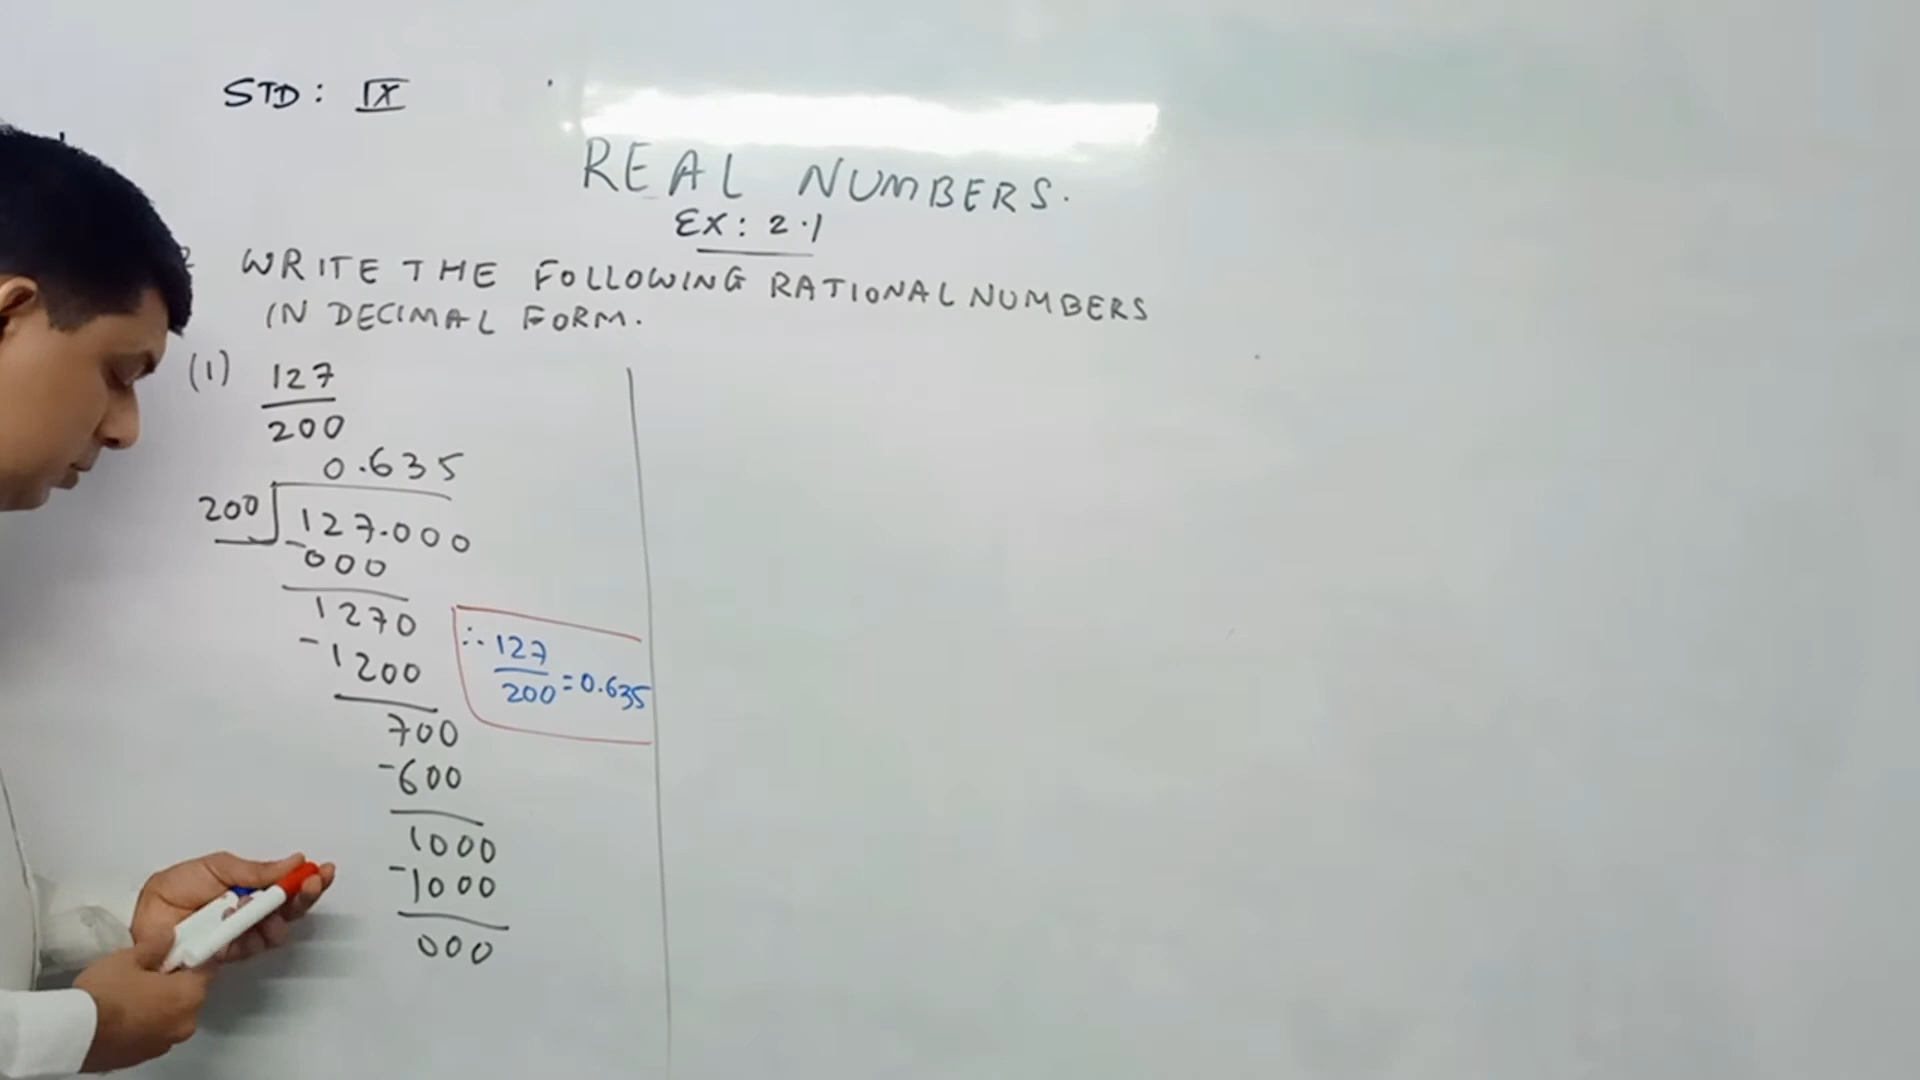 STD: IX
REAL NUMBERS.
EX: 2.1
WRITE THE FOLLOWING RATIONAL NUMBERS
IN DECIMAL FORM.
(1) 127
200
0.635
200 127.000
-000
1270
-1200
700
-600
1000
-1000
000
∴ 127
200 = 0.635